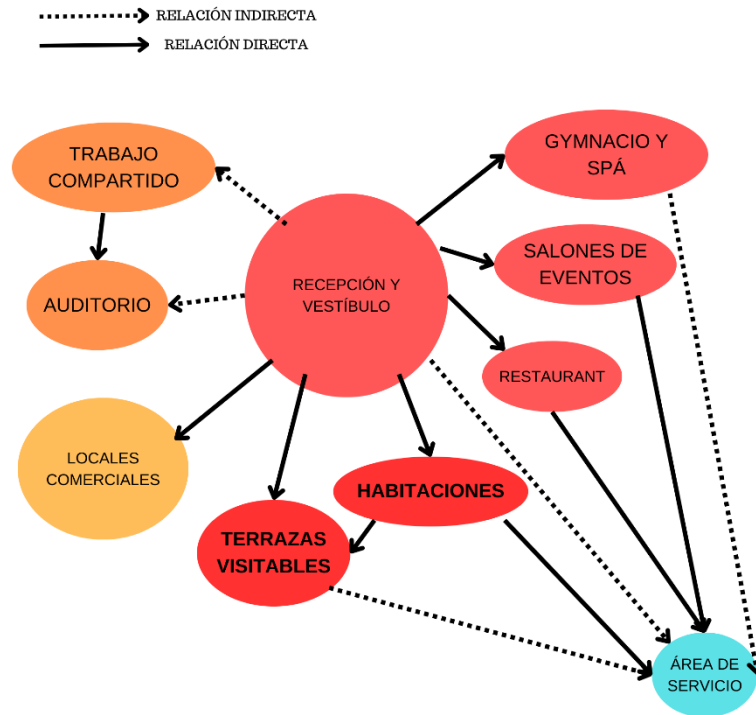 RELACIÓN INDIRECTA
RELACIÓN DIRECTA
TRABAJO
COMPARTIDO
GYMNACIO Y
SPÁ
SALONES DE
EVENTOS
AUDITORIO
RECEPCIÓN Y
VESTÍBULO
RESTAURANT
LOCALES
COMERCIALES
HABITACIONES
TERRAZAS
VISITABLES
ÁREA DE
SERVICIO